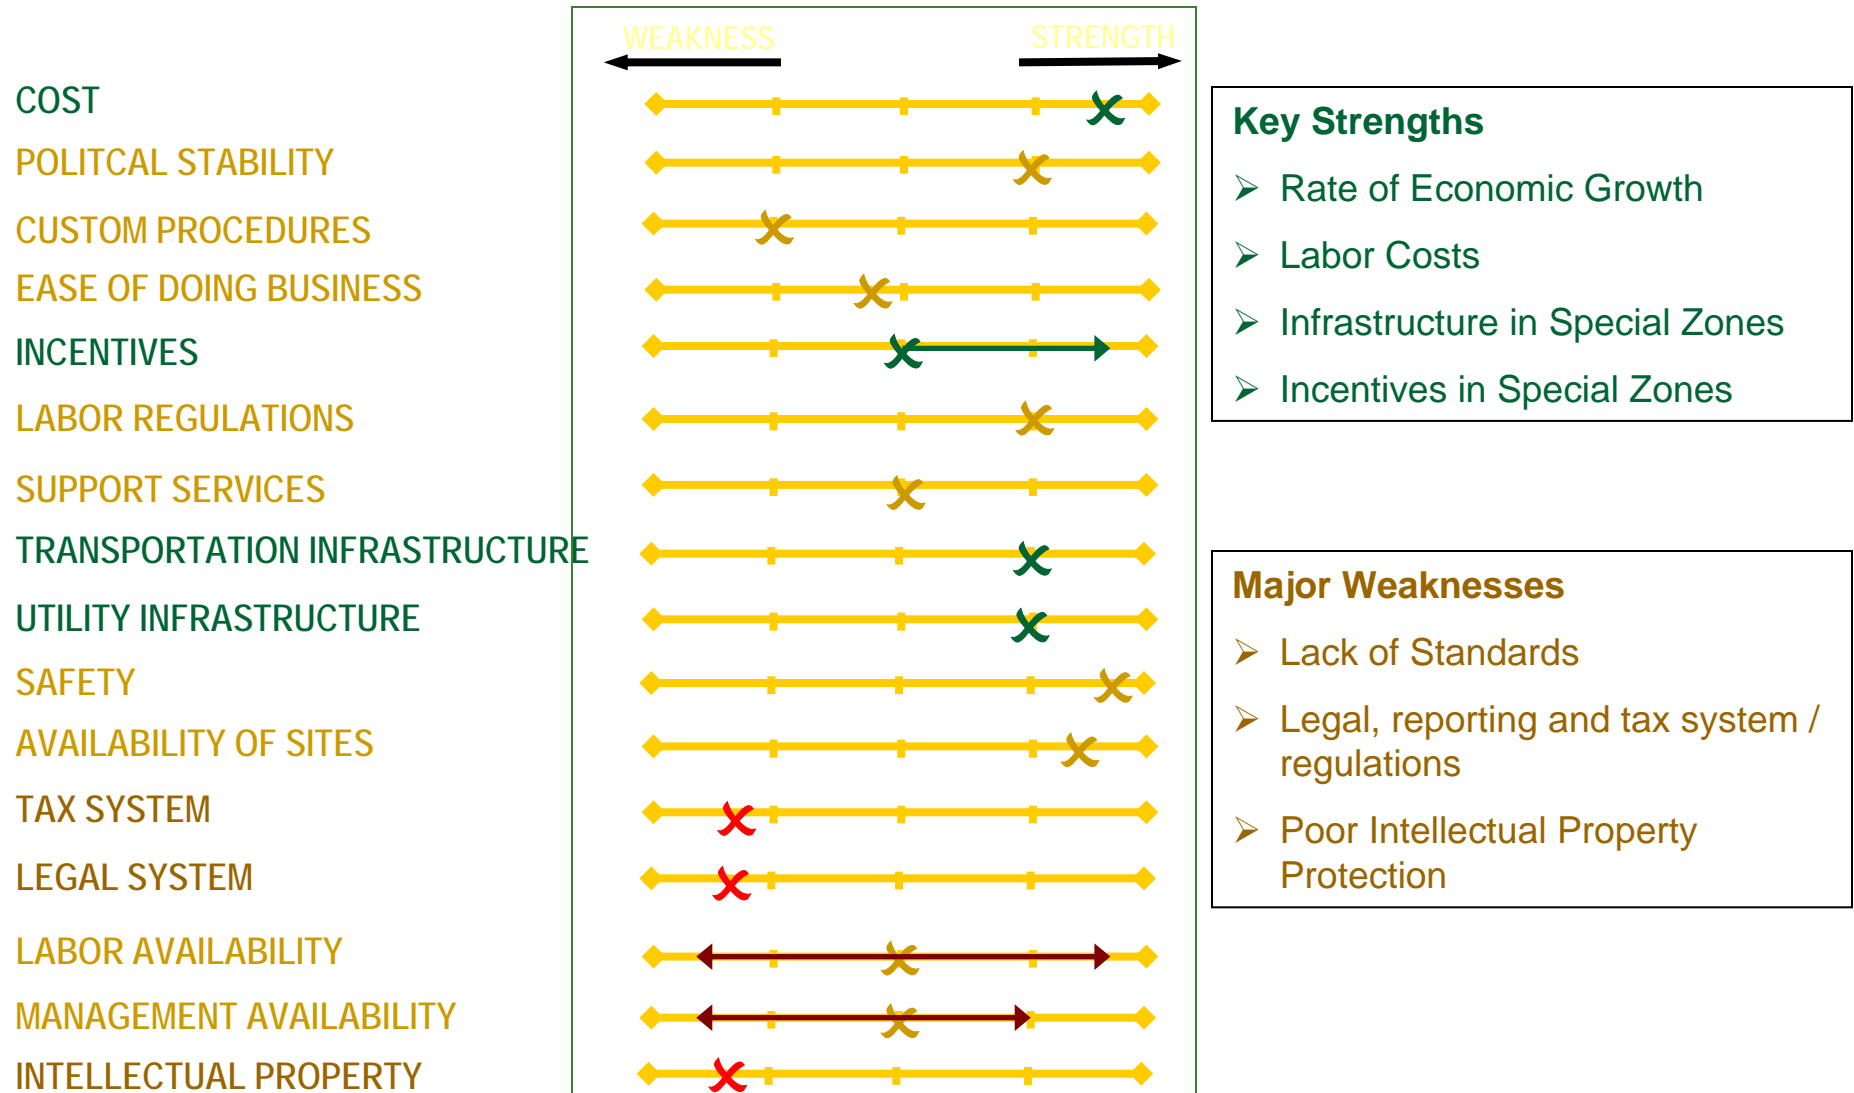 WEAKNESS
STRENGTH
COST
POLITCAL STABILITY
CUSTOM PROCEDURES
EASE OF DOING BUSINESS
INCENTIVES
LABOR REGULATIONS
SUPPORT SERVICES
TRANSPORTATION INFRASTRUCTURE
UTILITY INFRASTRUCTURE
SAFETY
AVAILABILITY OF SITES
TAX SYSTEM
LEGAL SYSTEM
LABOR AVAILABILITY
MANAGEMENT AVAILABILITY
INTELLECTUAL PROPERTY
Key Strengths
Rate of Economic Growth
Labor Costs
Infrastructure in Special Zones
Incentives in Special Zones
Major Weaknesses
Lack of Standards
Legal, reporting and tax system /
regulations
Poor Intellectual Property
Protection